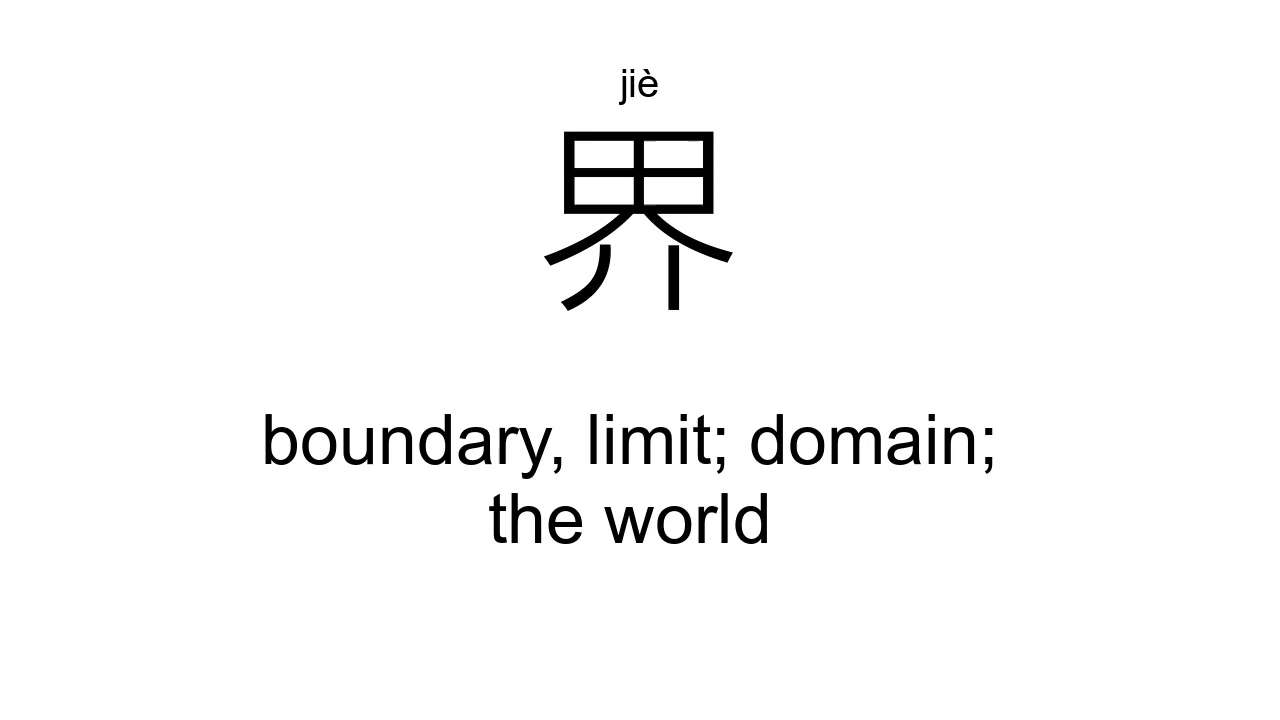 jiè
界
boundary, limit; domain;
the world